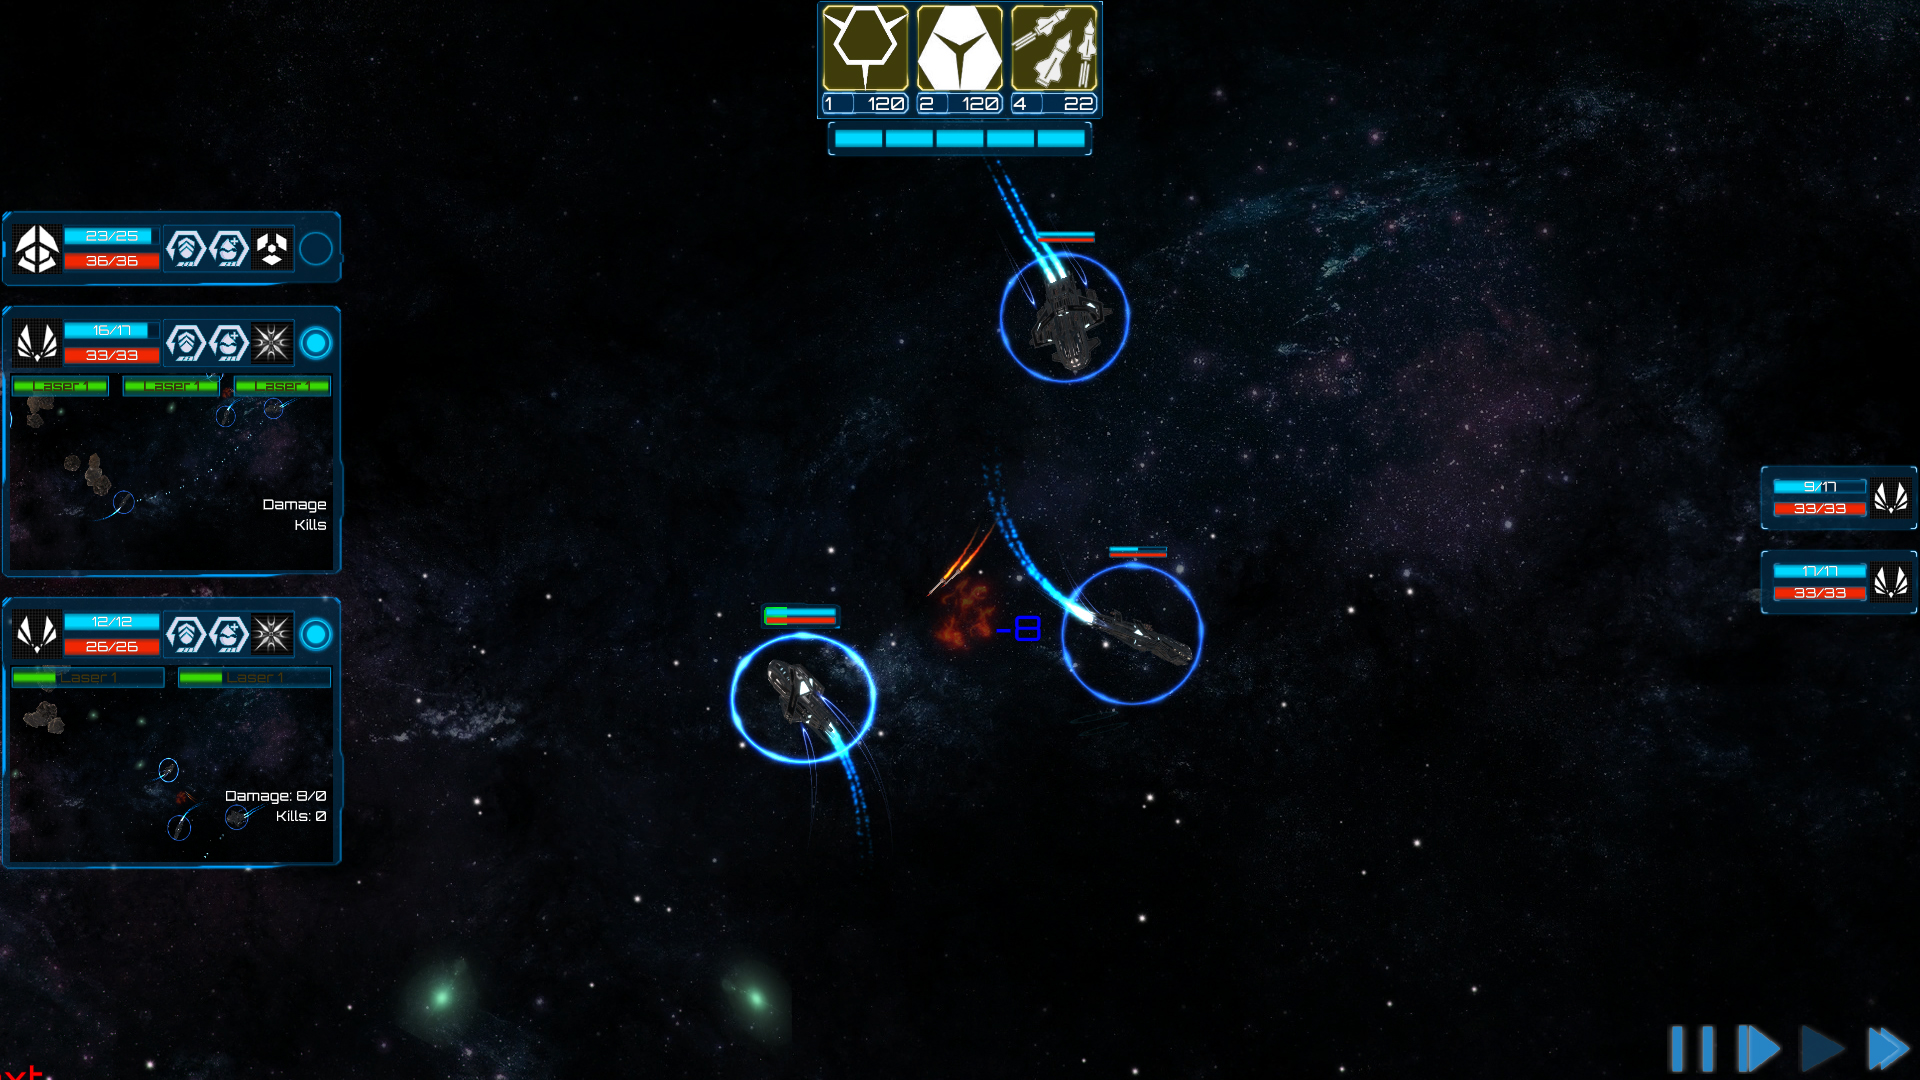 1 120 2 120 4 22
23/25
36/36
16/17
33/33
Laser 1 Laser 1 Laser 1
Damage
Kills
12/12
26/26
Laser 1 Laser 1
Damage: 8/0
Kills: 0
-8
9/17
33/33
17/17
33/33
xt